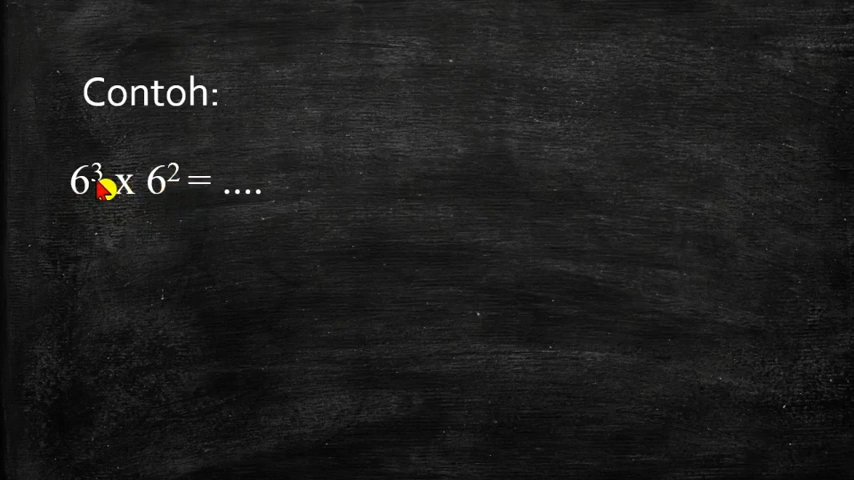 Contoh:
6³ x 6² = ....